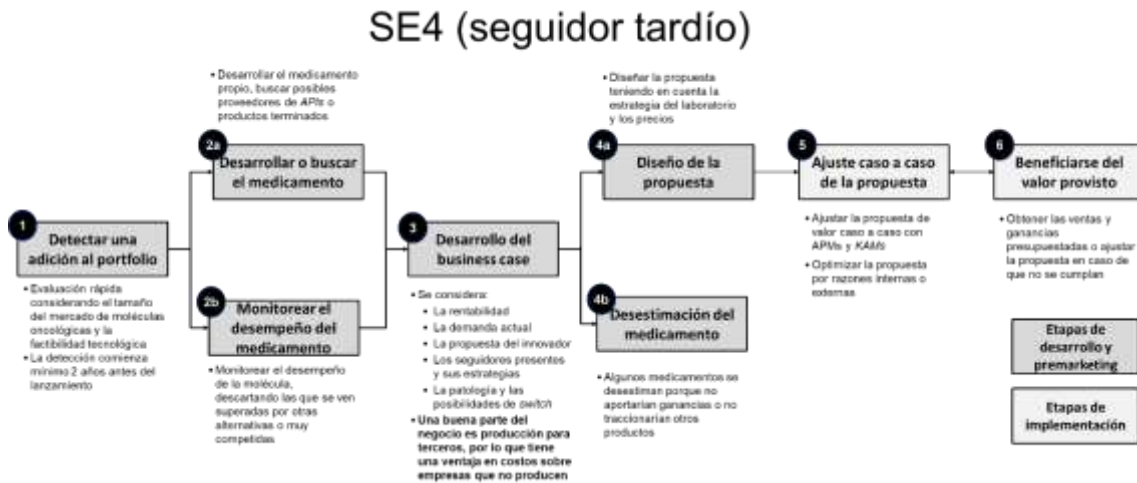 SE4 (seguidor tardío)
• Desarrollar el medicamento
propio, buscar posibles
proveedores de APIs o
productos terminados
2a
Desarrollar o buscar
el medicamento
1
Detectar una
adición al portfolio
• Evaluación rápida
considerando el tamaño
del mercado de moléculas
oncológicas y la
factibilidad tecnológica
• La detección comienza
mínimo 2 años antes del
lanzamiento
2b
Monitorear el
desempeño del
medicamento
• Monitorear el desempeño
de la molécula,
descartando las que se ven
superadas por otras
alternativas o muy
competidas
3
Desarrollo del
business case
• Se considera:
• La rentabilidad
• La demanda actual
• La propuesta del innovador
• Los seguidores presentes
y sus estrategias
• La patología y las
posibilidades de switch
• Una buena parte del
negocio es producción para
terceros, por lo que tiene
una ventaja en costos sobre
empresas que no producen
• Diseñar la propuesta
teniendo en cuenta la
estrategia del laboratorio
y los precios
4a
Diseño de la
propuesta
4b
Desestimación del
medicamento
• Algunos medicamentos se
desestiman porque no
aportarían ganancias o no
traccionarían otros
productos
5
Ajuste caso a caso
de la propuesta
• Ajustar la propuesta de
valor caso a caso con
APMs y KAMs
• Optimizar la propuesta
por razones internas o
externas
6
Beneficiarse del
valor provisto
• Obtener las ventas y
ganancias
presupuestadas o ajustar
la propuesta en caso de
que no se cumplan
Etapas de
desarrollo y
premarketing
Etapas de
implementación